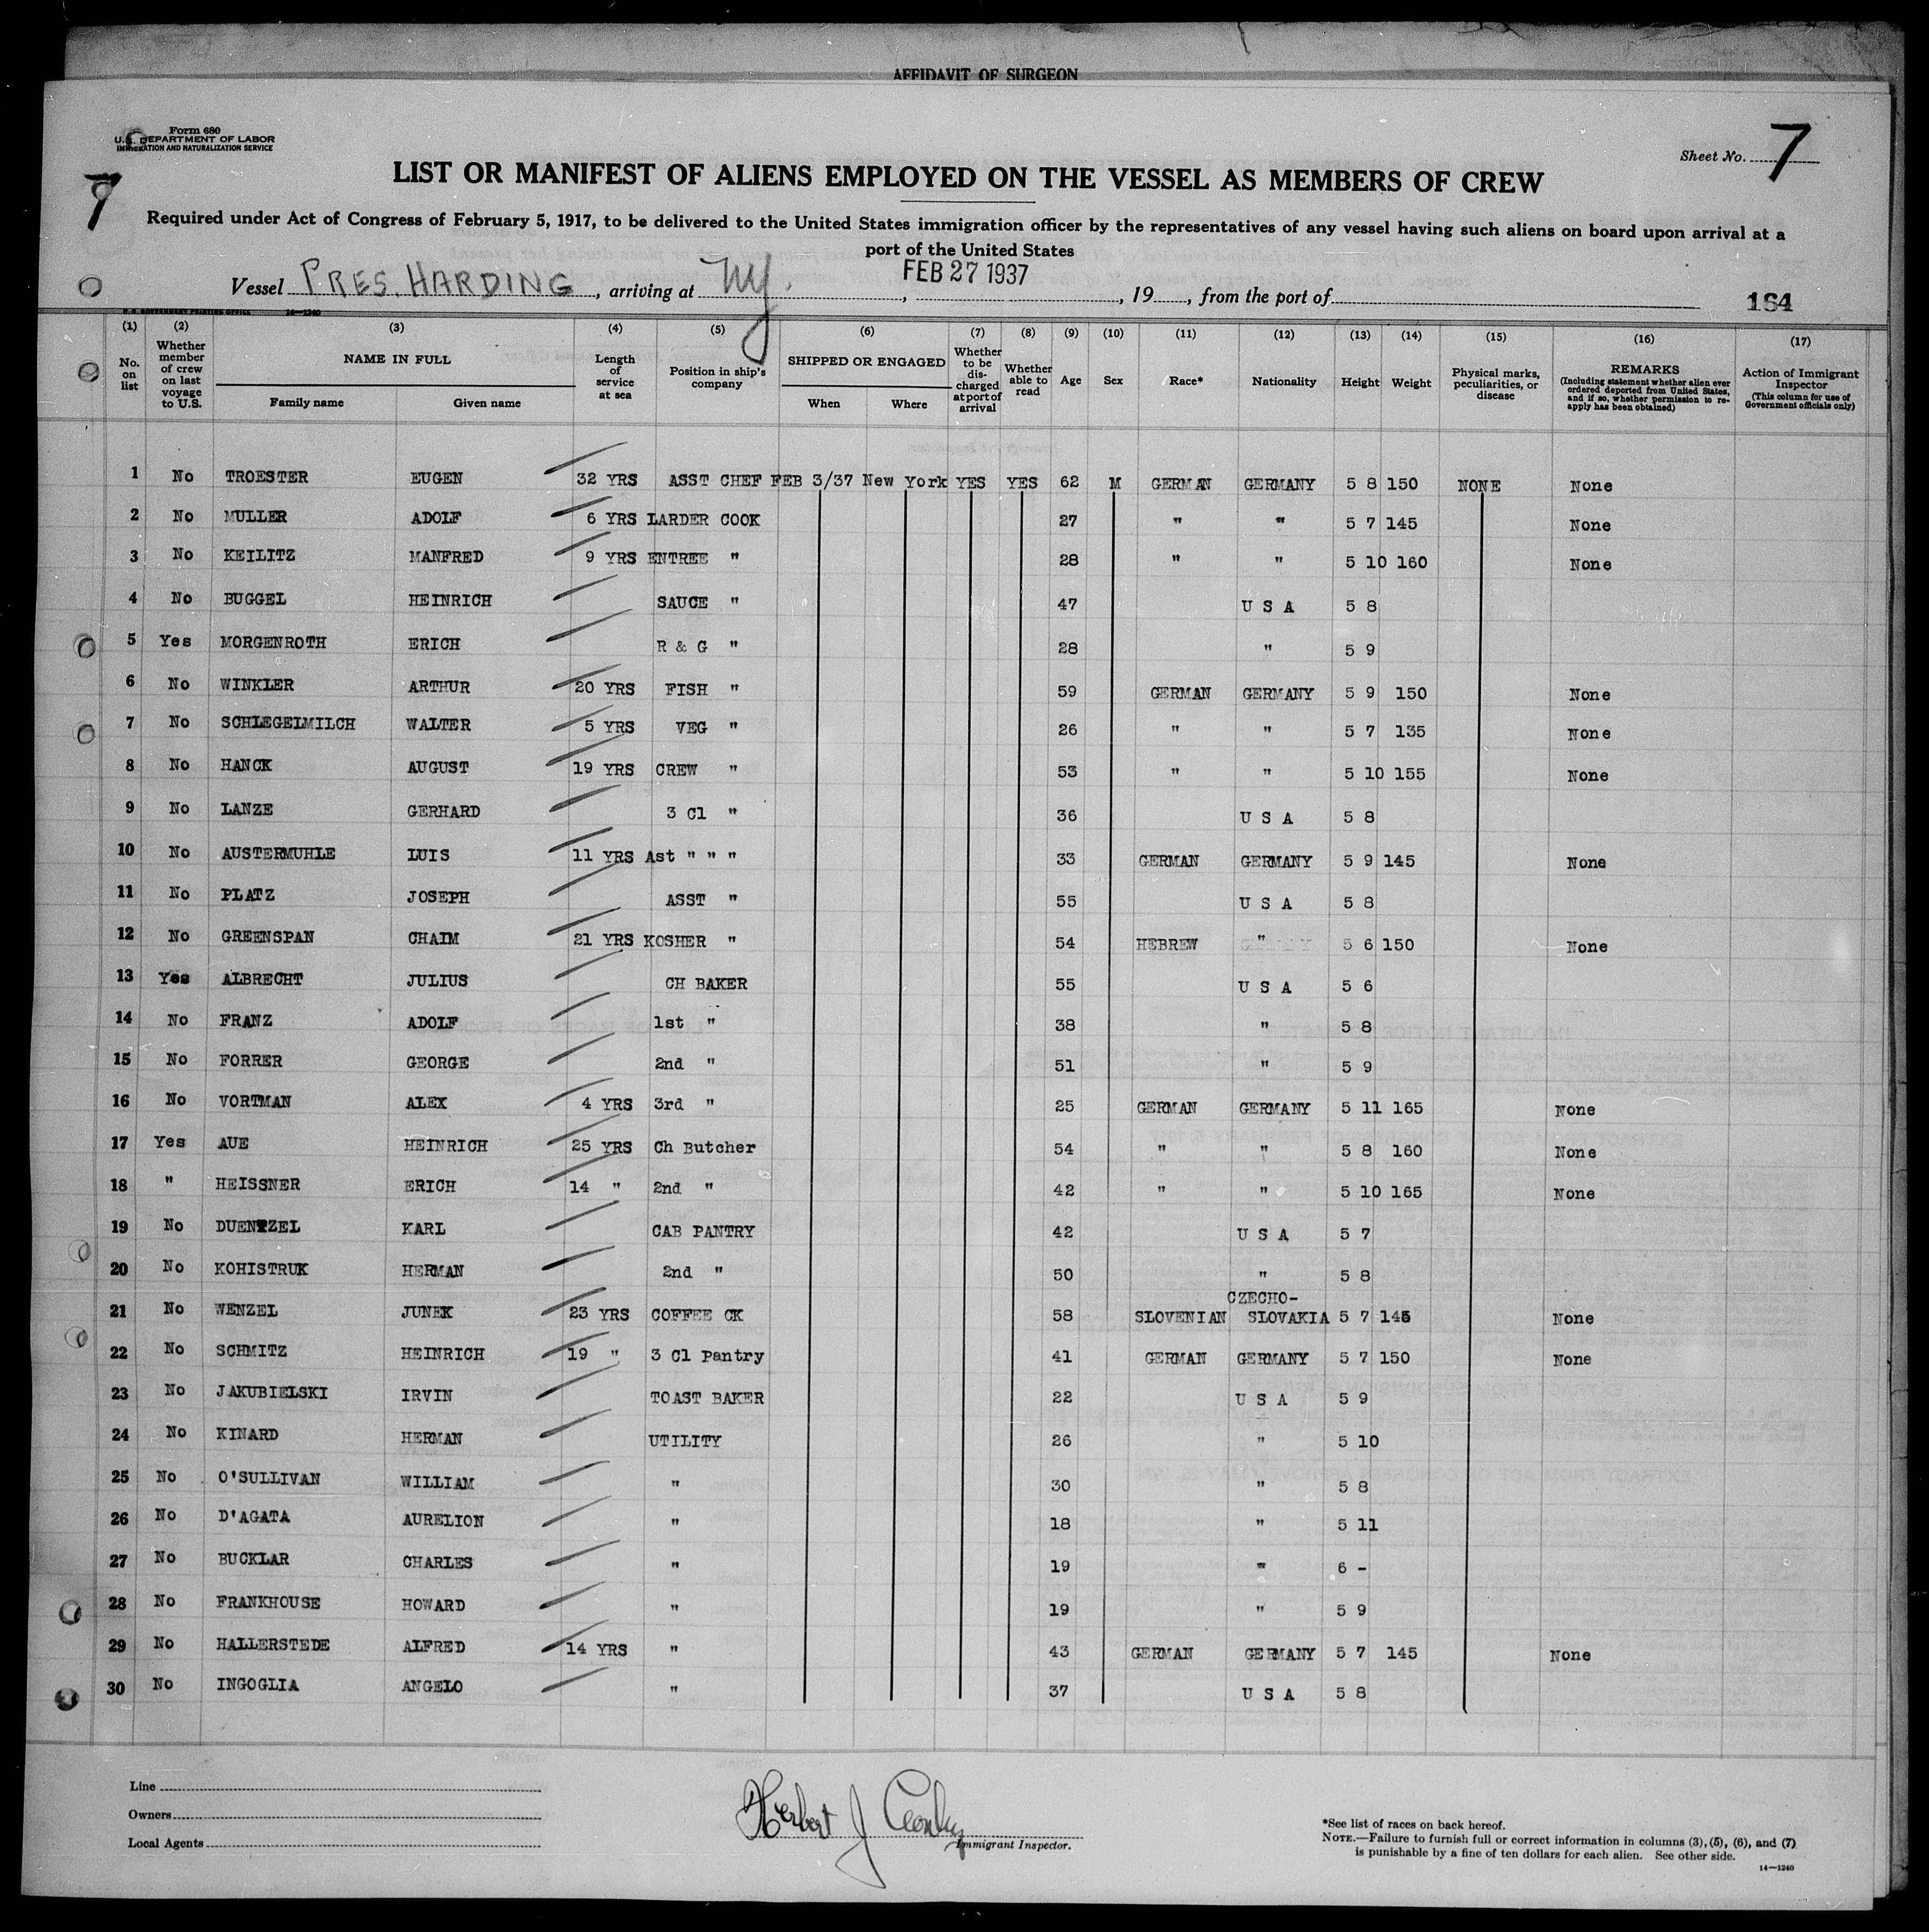 AFFIDAVIT OF SURGEON
Form 680
U.S. DEPARTMENT OF LABOR
IMMIGRATION AND NATURALIZATION SERVICE
Sheet No. 7
7
LIST OR MANIFEST OF ALIENS EMPLOYED ON THE VESSEL AS MEMBERS OF CREW
Required under Act of Congress of February 5, 1917, to be delivered to the United States immigration officer by the representatives of any vessel having such aliens on board upon arrival at a
port of the United States
Vessel PRES. HARDING, arriving at NY., FEB 27 1937, 19, from the port of
184
U.S. GOVERNMENT PRINTING OFFICE 14—1240
(1) (2) (3) (4) (5) (6) (7) (8) (9) (10) (11) (12) (13) (14) (15) (16) (17)
No. on list
Whether member of crew on last voyage to U.S.
NAME IN FULL
Family name Given name
Length of service at sea
Position in ship's company
SHIPPED OR ENGAGED
When Where
Whether to be discharged at port of arrival
Whether able to read
Age Sex Race* Nationality Height Weight
Physical marks, peculiarities, or disease
REMARKS
(Including statement whether alien ever ordered deported from United States, and if so, whether permission to re-apply has been obtained)
Action of Immigrant Inspector
(This column for use of Government officials only)
1 No TROESTER EUGEN 32 YRS ASST CHEF FEB 3/37 New York YES YES 62 M GERMAN GERMANY 5 8 150 NONE None
2 No MULLER ADOLF 6 YRS LARDER COOK 27 " " 5 7 145 None
3 No KEILITZ MANFRED 9 YRS ENTREE " 28 " " 5 10 160 None
4 No BUGGEL HEINRICH SAUCE " 47 U S A 5 8
5 Yes MORGENROTH ERICH R & G " 28 " 5 9
6 No WINKLER ARTHUR 20 YRS FISH " 59 GERMAN GERMANY 5 9 150 None
7 No SCHLEGELMILCH WALTER 5 YRS VEG " 26 " " 5 7 135 None
8 No HANCK AUGUST 19 YRS CREW " 53 " " 5 10 155 None
9 No LANZE GERHARD 3 Cl " 36 U S A 5 8
10 No AUSTERMUHLE LUIS 11 YRS Ast " " " 33 GERMAN GERMANY 5 9 145 None
11 No PLATZ JOSEPH ASST " 55 U S A 5 8
12 No GREENSPAN CHAIM 21 YRS KOSHER " 54 HEBREW " 5 6 150 None
13 Yes ALBRECHT JULIUS CH BAKER 55 U S A 5 6
14 No FRANZ ADOLF 1st " 38 " 5 8
15 No FORRER GEORGE 2nd " 51 " 5 9
16 No VORTMAN ALEX 4 YRS 3rd " 25 GERMAN GERMANY 5 11 165 None
17 Yes AUE HEINRICH 25 YRS Ch Butcher 54 " " 5 8 160 None
18 " HEISSNER ERICH 14 " 2nd " 42 " " 5 10 165 None
19 No DUENTZEL KARL CAB PANTRY 42 U S A 5 7
20 No KOHISTRUK HERMAN 2nd " 50 " 5 8
21 No WENZEL JUNEK 23 YRS COFFEE CK 58 SLOVENIAN CZECHO-SLOVAKIA 5 7 145 None
22 No SCHMITZ HEINRICH 19 " 3 Cl Pantry 41 GERMAN GERMANY 5 7 150 None
23 No JAKUBIELSKI IRVIN TOAST BAKER 22 U S A 5 9
24 No KINARD HERMAN UTILITY 26 " 5 10
25 No O'SULLIVAN WILLIAM " 30 " 5 8
26 No D'AGATA AURELION " 18 " 5 11
27 No BUCKLAR CHARLES " 19 " 6 -
28 No FRANKHOUSE HOWARD " 19 " 5 9
29 No HALLERSTEDE ALFRED 14 YRS " 43 GERMAN GERMANY 5 7 145 None
30 No INGOGLIA ANGELO " 37 U S A 5 8
Line
Owners
Local Agents
Herbert J
Immigrant Inspector.
*See list of races on back hereof.
NOTE.—Failure to furnish full or correct information in columns (3), (5), (6), and (7)
is punishable by a fine of ten dollars for each alien. See other side.
14—1240